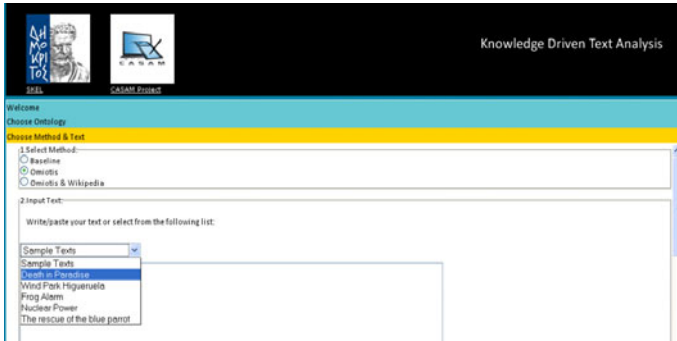 ΔΗ
ΜΟ
ΚΡΙ
ΤΟΣ
CASAM
Knowledge Driven Text Analysis
SKEL
CASAM Project
Welcome
Choose Ontology
Choose Method & Text
1.Select Method:
Baseline
Omiotis
Omiotis & Wikipedia
2.Input Text:
Write/paste your text or select from the following list:
Sample Texts
Sample Texts
Death in Paradise
Wind Park Higueruela
Frog Alarm
Nuclear Power
The rescue of the blue parrot